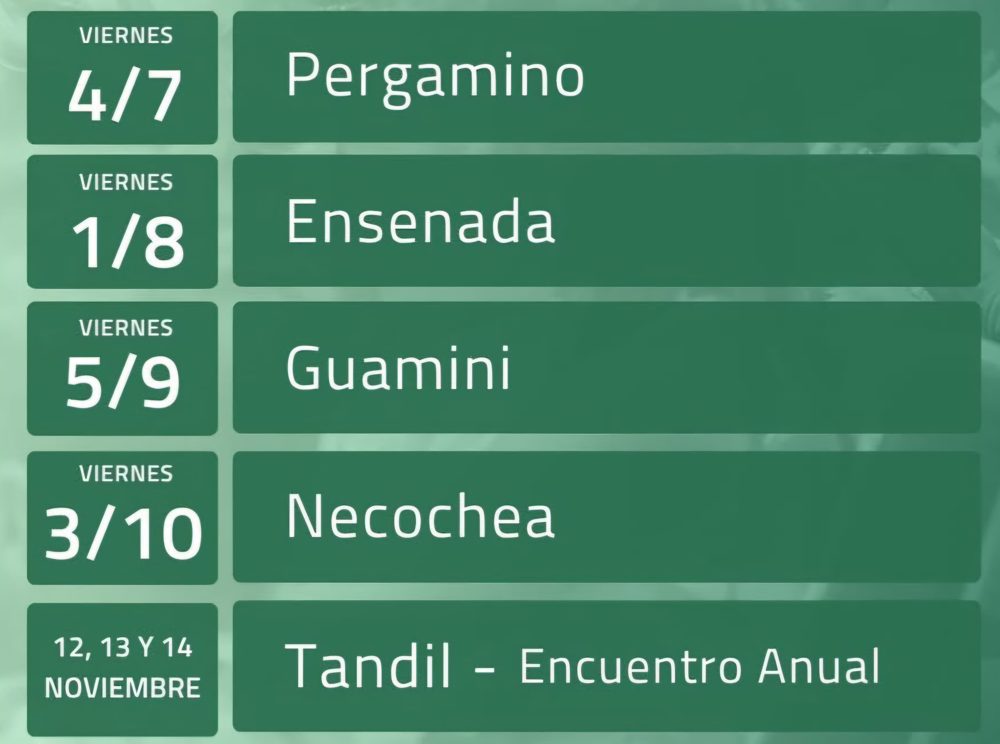 VIERNES
4/7
Pergamino
VIERNES
1/8
Ensenada
VIERNES
5/9
Guamini
VIERNES
3/10
Necochea
12, 13 Y 14
NOVIEMBRE
Tandil - Encuentro Anual